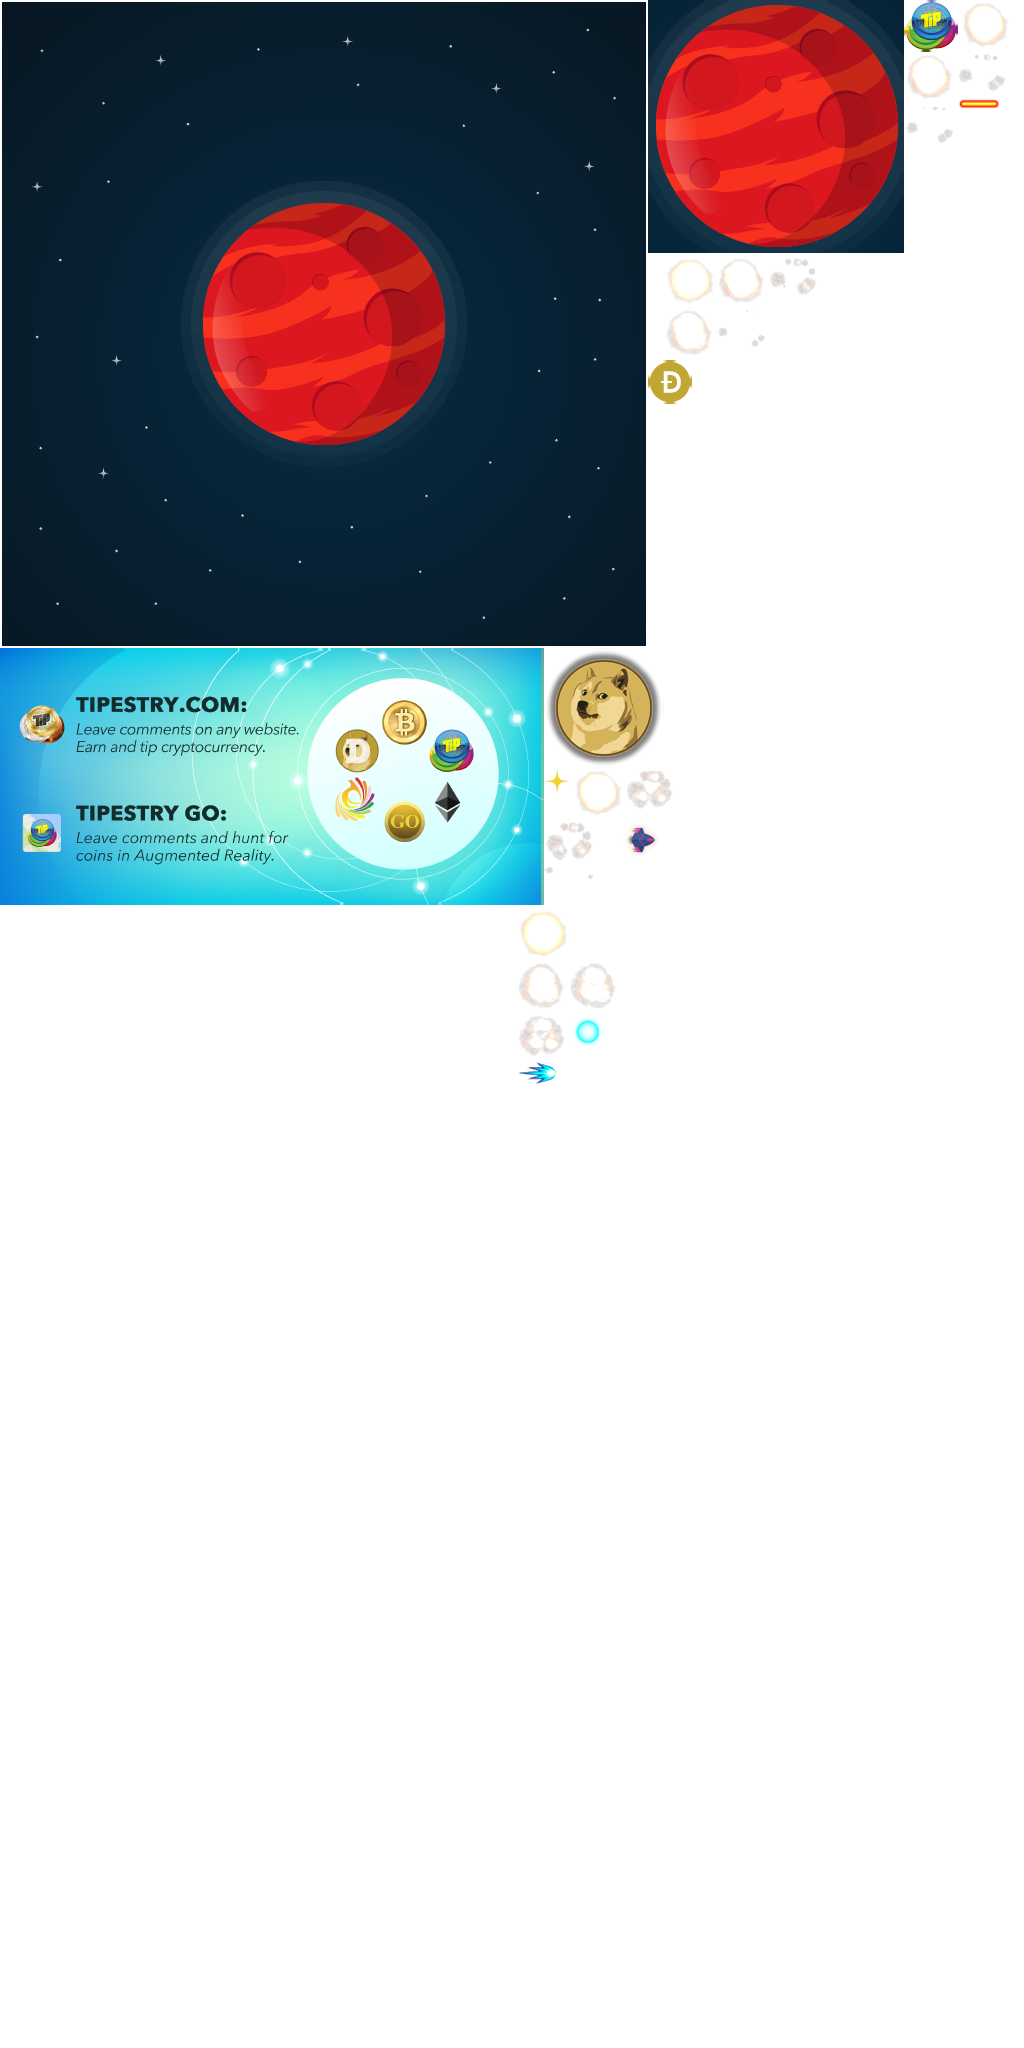 TiP
Ð
TIPESTRY.COM:
Leave comments on any website.
Earn and tip cryptocurrency.
TiP
D
₿
TiP
GO
TIPESTRY GO:
Leave comments and hunt for
coins in Augmented Reality.
TiP